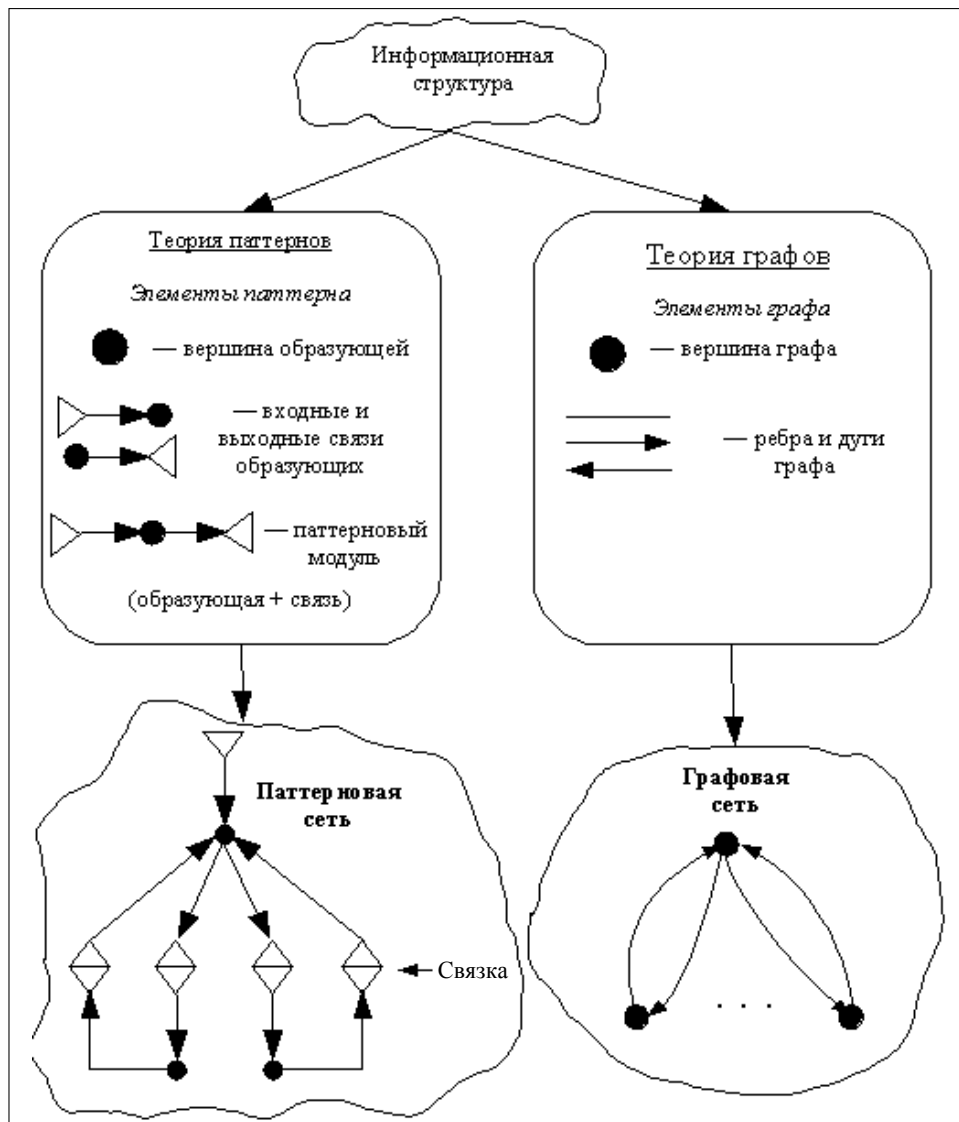 Информационная
структура
Теория паттернов
Элементы паттерна
— вершина образующей
— входные и
выходные связи
образующих
— паттерновый
модуль
(образующая + связь)
Теория графов
Элементы графа
— вершина графа
— ребра и дуги
графа
Паттерновая
сеть
Связка
Графовая
сеть
. . .